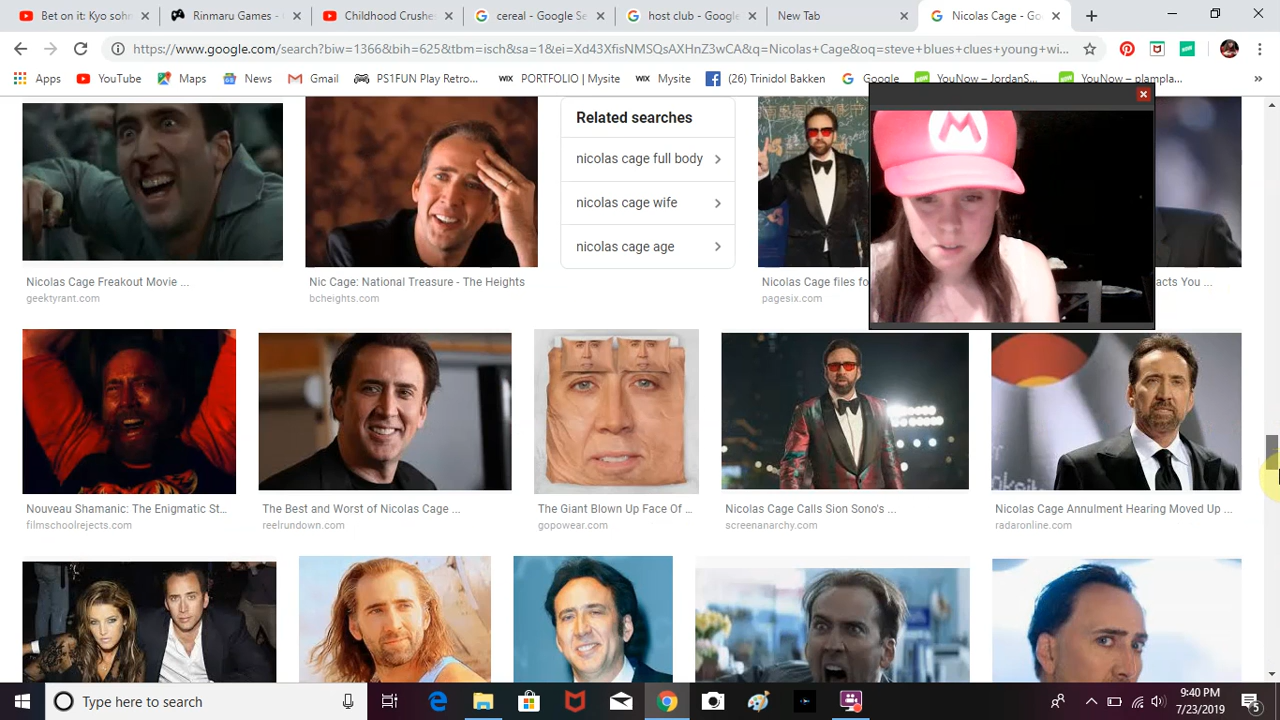 Bet on it: Kyo sohm
Rinmaru Games -
Childhood Crushes
cereal - Google Se
host club - Google
New Tab
Nicolas Cage - Go
https://www.google.com/search?biw=1366&bih=625&tbm=isch&sa=1&ei=Xd43XfisNMSQsAXHnZ3wCA&q=Nicolas+Cage&oq=steve+blues+clues+young+wi...
Apps
YouTube
Maps
News
Gmail
PS1FUN Play Retro...
WIX PORTFOLIO | Mysite
WIX Mysite
(26) Trinidol Bakken
Google
YouNow – JordanS...
YouNow – plampla...
Related searches
nicolas cage full body
nicolas cage wife
nicolas cage age
M
Nicolas Cage Freakout Movie ...
geektyrant.com
Nic Cage: National Treasure - The Heights
bcheights.com
Nicolas Cage files fo
pagesix.com
acts You ...
Nouveau Shamanic: The Enigmatic St...
filmschoolrejects.com
The Best and Worst of Nicolas Cage ...
reelrundown.com
The Giant Blown Up Face Of ...
gopowear.com
Nicolas Cage Calls Sion Sono's ...
screenanarchy.com
Nicolas Cage Annulment Hearing Moved Up ...
radaronline.com
Type here to search
9:40 PM
7/23/2019
5